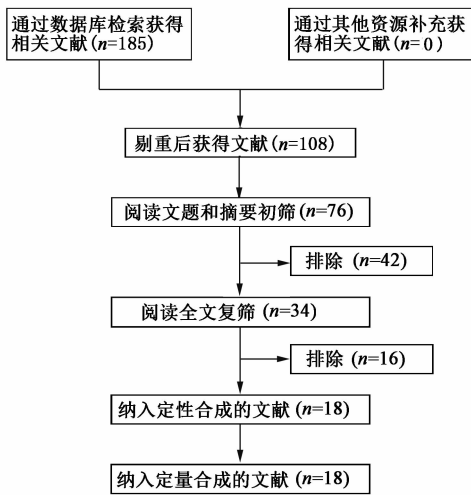 通过数据库检索获得
相关文献(n=185)
通过其他资源补充获
得相关文献(n=0)
剔重后获得文献(n=108)
阅读文题和摘要初筛(n=76)
排除 (n=42)
阅读全文复筛(n=34)
排除 (n=16)
纳入定性合成的文献(n=18)
纳入定量合成的文献(n=18)